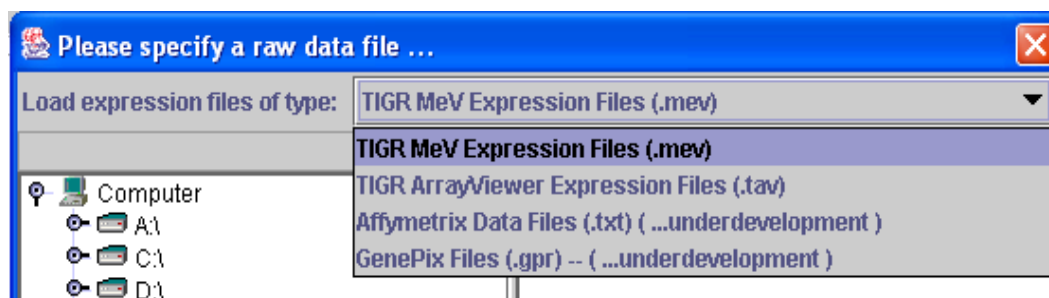 Please specify a raw data file ...
Load expression files of type: TIGR MeV Expression Files (.mev)
TIGR MeV Expression Files (.mev)
TIGR ArrayViewer Expression Files (.tav)
Affymetrix Data Files (.txt) ( ...underdevelopment )
GenePix Files (.gpr) -- ( ...underdevelopment )
Computer
A:\
C:\
D:\